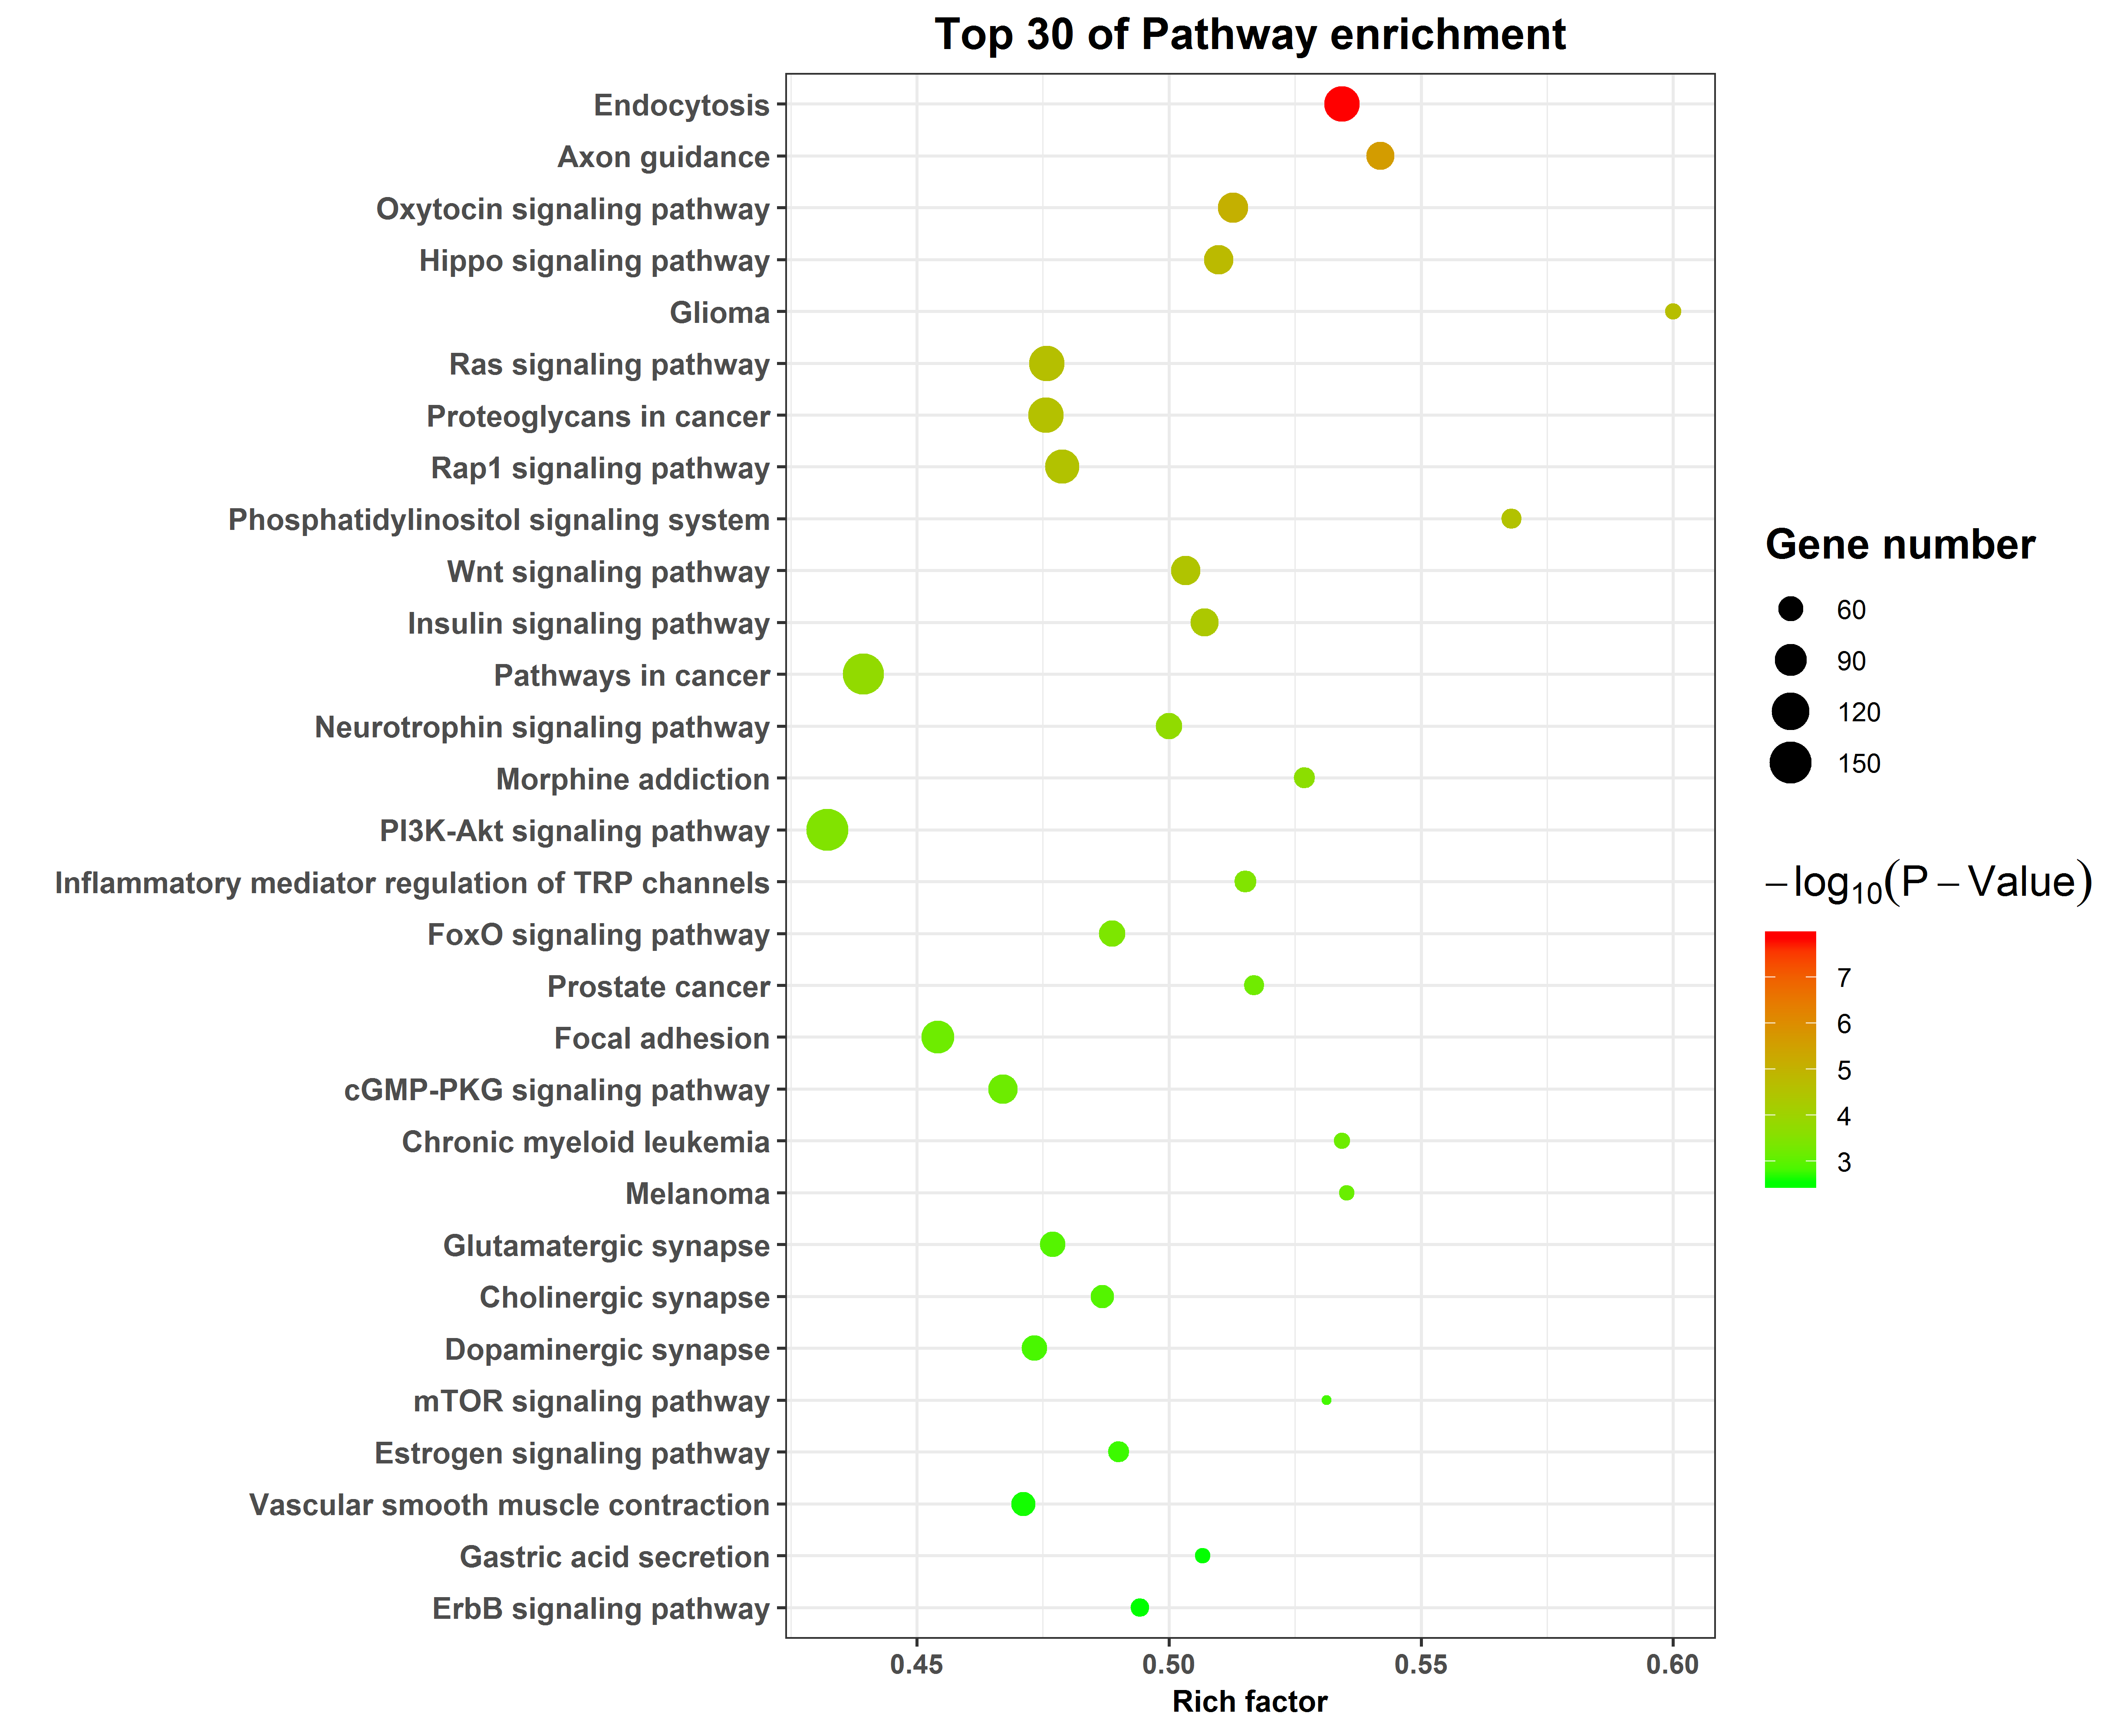 Top 30 of Pathway enrichment
Endocytosis
Axon guidance
Oxytocin signaling pathway
Hippo signaling pathway
Glioma
Ras signaling pathway
Proteoglycans in cancer
Rap1 signaling pathway
Phosphatidylinositol signaling system
Wnt signaling pathway
Insulin signaling pathway
Pathways in cancer
Neurotrophin signaling pathway
Morphine addiction
PI3K-Akt signaling pathway
Inflammatory mediator regulation of TRP channels
FoxO signaling pathway
Prostate cancer
Focal adhesion
cGMP-PKG signaling pathway
Chronic myeloid leukemia
Melanoma
Glutamatergic synapse
Cholinergic synapse
Dopaminergic synapse
mTOR signaling pathway
Estrogen signaling pathway
Vascular smooth muscle contraction
Gastric acid secretion
ErbB signaling pathway
0.45 0.50 0.55 0.60
Rich factor
Gene number
60
90
120
150
−log₁₀(P−Value)
7
6
5
4
3